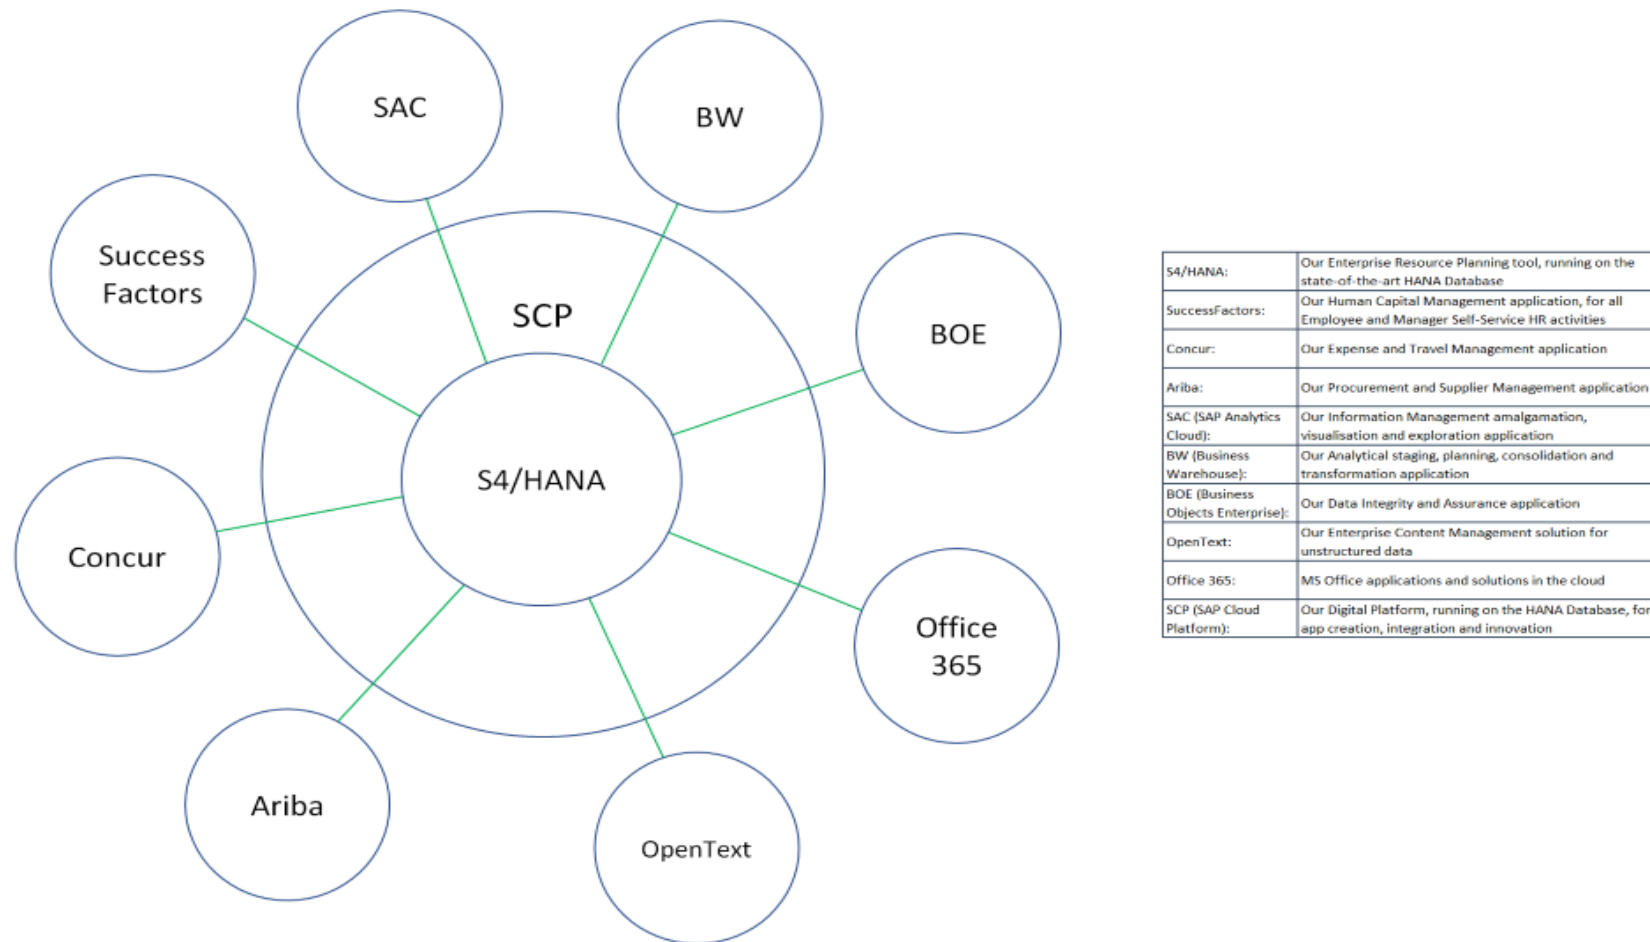 SAC
BW
Success
Factors
SCP
BOE
S4/HANA
Concur
Office
365
Ariba
OpenText
S4/HANA:
Our Enterprise Resource Planning tool, running on the
state-of-the-art HANA Database
SuccessFactors:
Our Human Capital Management application, for all
Employee and Manager Self-Service HR activities
Concur:
Our Expense and Travel Management application
Ariba:
Our Procurement and Supplier Management application
SAC (SAP Analytics
Cloud):
Our Information Management amalgamation,
visualisation and exploration application
BW (Business
Warehouse):
Our Analytical staging, planning, consolidation and
transformation application
BOE (Business
Objects Enterprise):
Our Data Integrity and Assurance application
OpenText:
Our Enterprise Content Management solution for
unstructured data
Office 365:
MS Office applications and solutions in the cloud
SCP (SAP Cloud
Platform):
Our Digital Platform, running on the HANA Database, for
app creation, integration and innovation